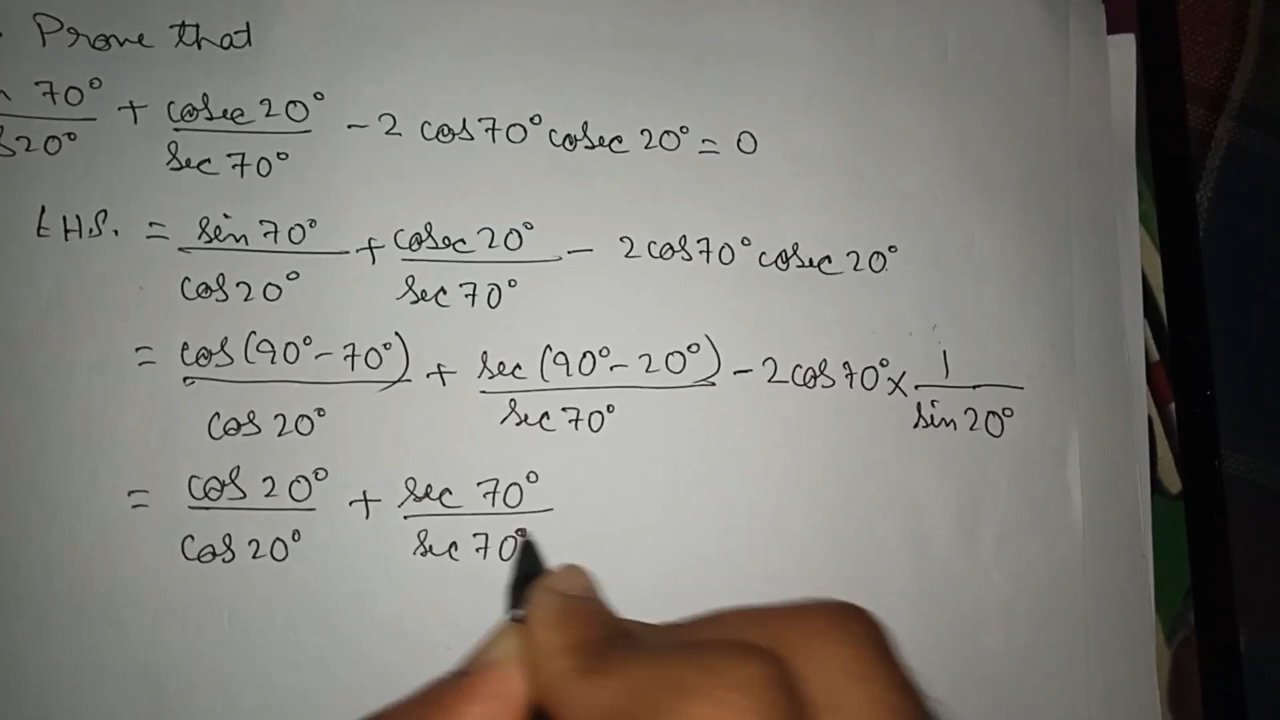 Prove that
70° / 20° + cosec 20° / sec 70° - 2 cos 70° cosec 20° = 0
LHS. = sin 70° / cos 20° + cosec 20° / sec 70° - 2 cos 70° cosec 20°
= cos (90° - 70°) / cos 20° + sec (90° - 20°) / sec 70° - 2 cos 70° × 1 / sin 20°
= cos 20° / cos 20° + sec 70° / sec 70°